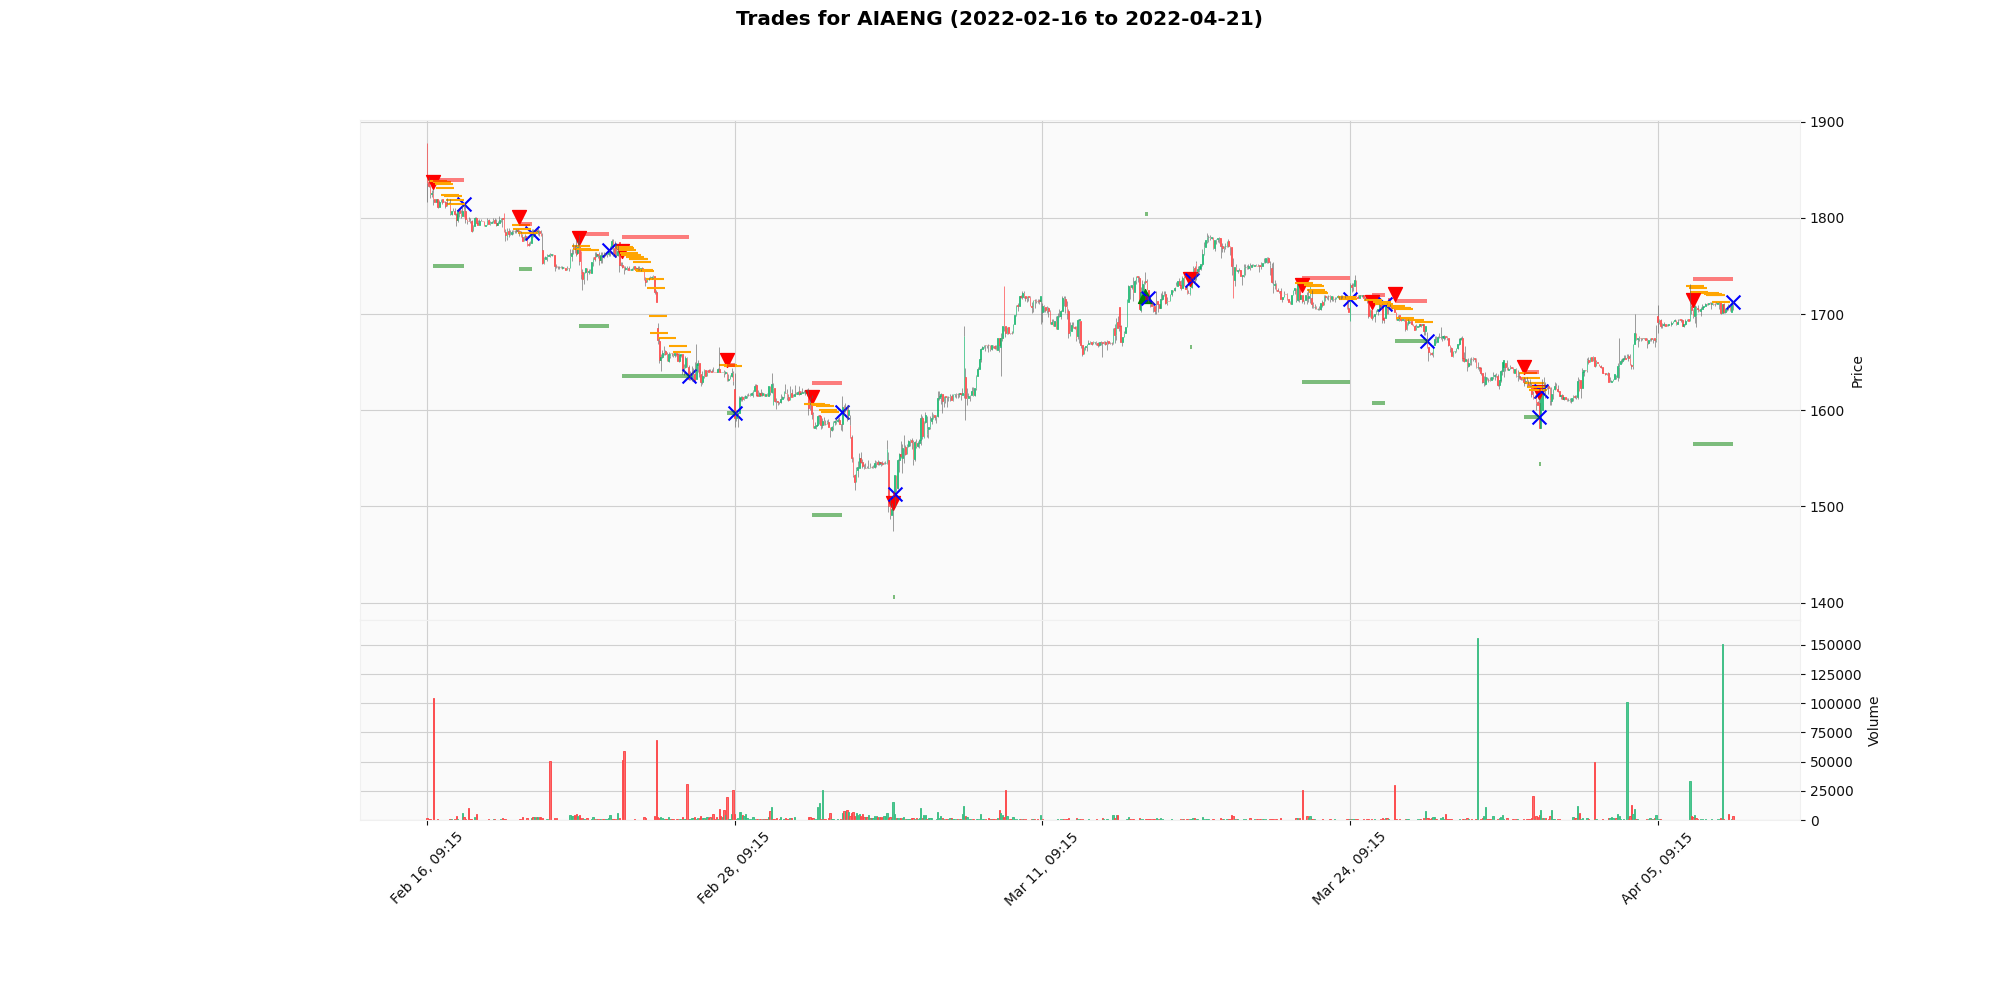 Trades for AIAENG (2022-02-16 to 2022-04-21)
1900
1800
1700
1600
1500
1400
Price
150000
125000
100000
75000
50000
25000
0
Volume
Feb 16, 09:15
Feb 28, 09:15
Mar 11, 09:15
Mar 24, 09:15
Apr 05, 09:15